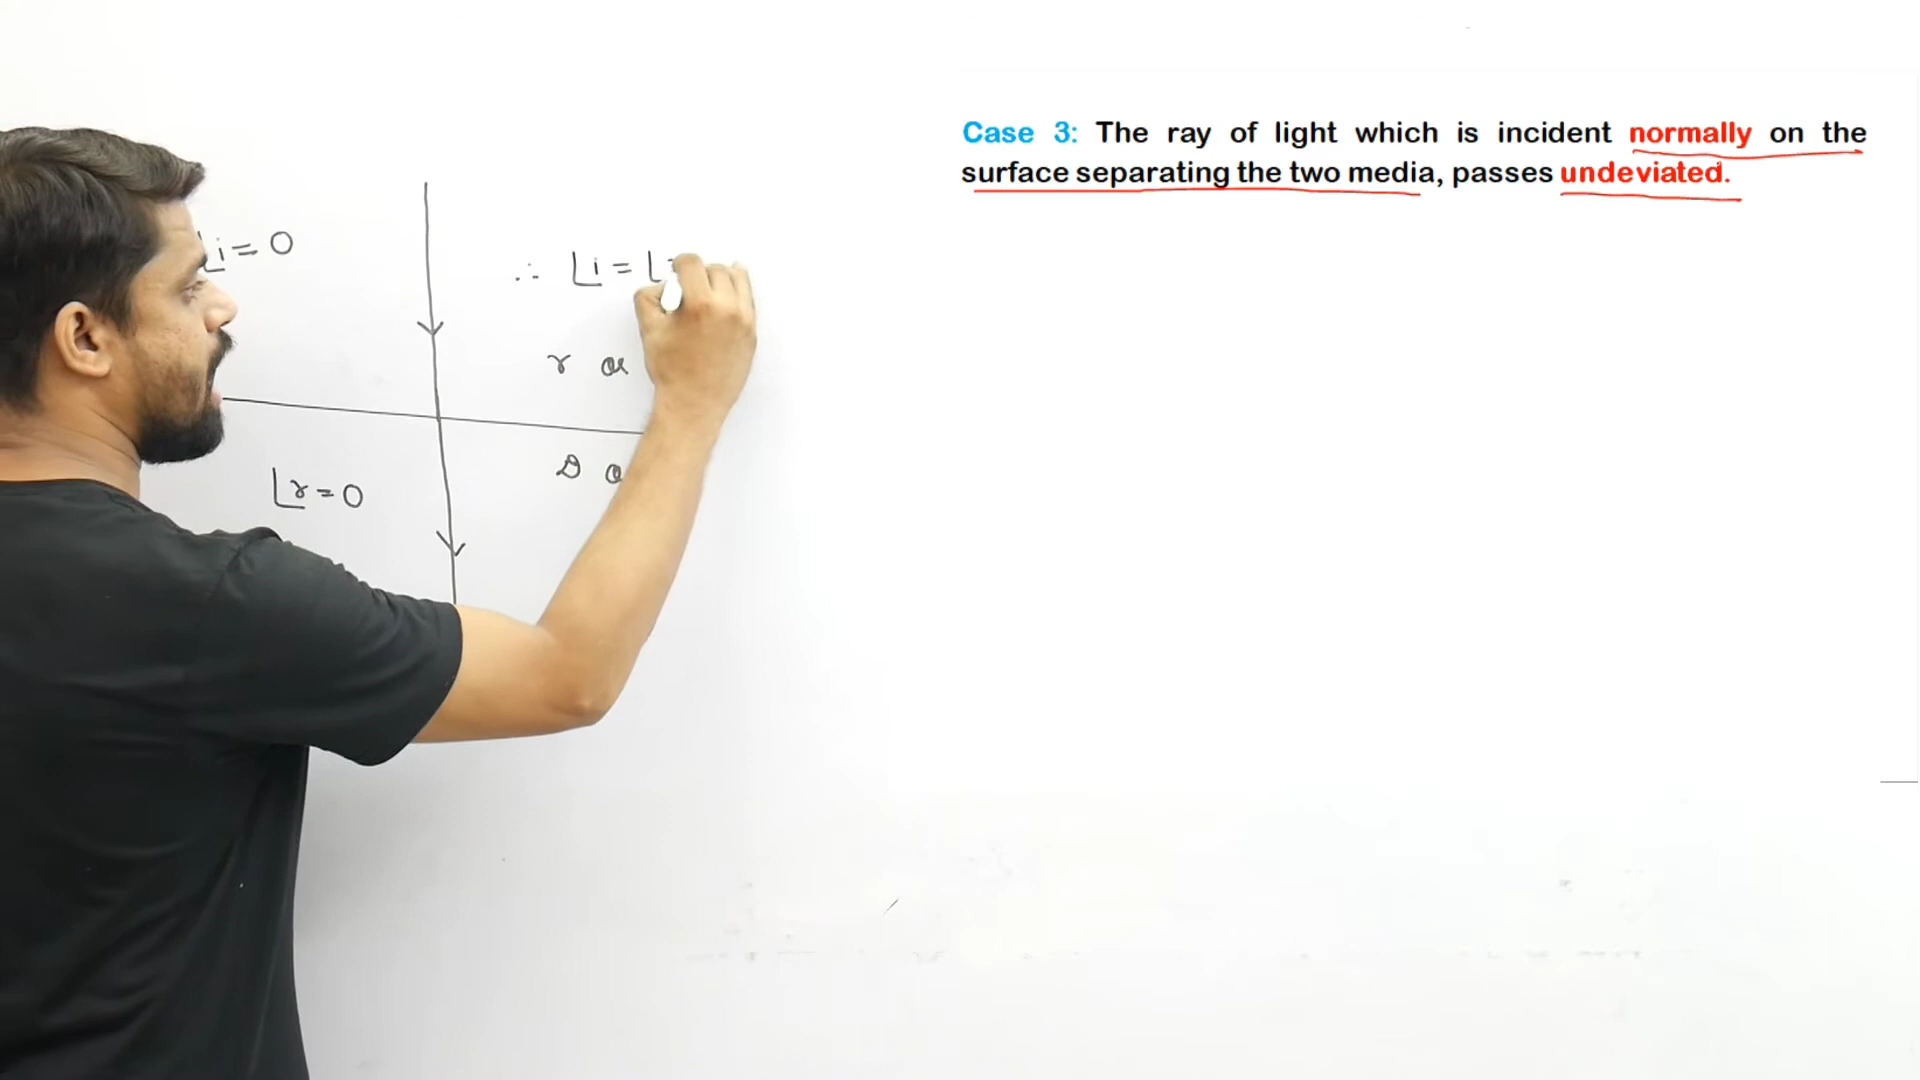 Case 3: The ray of light which is incident normally on the
surface separating the two media, passes undeviated.
∠i = 0
∴ ∠i = ∠
r or
D
∠r = 0